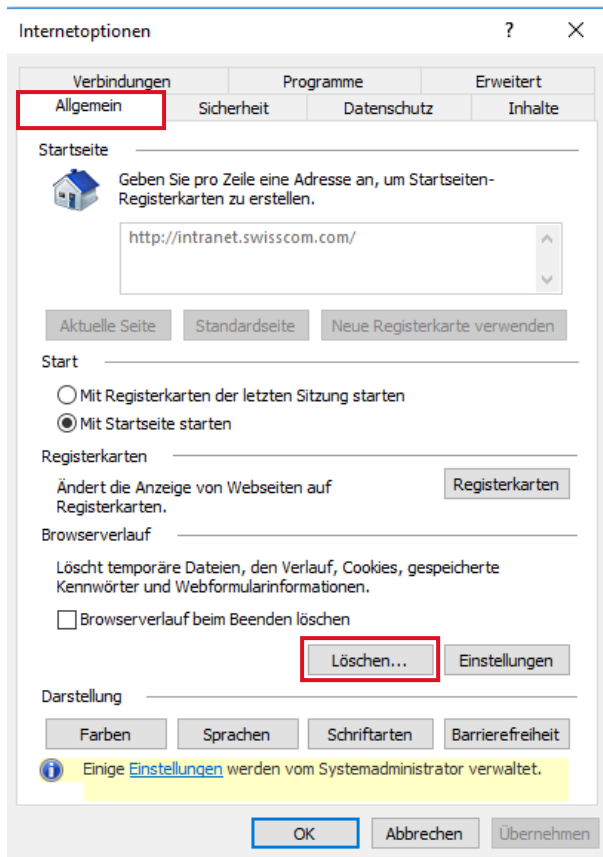 Internetoptionen ?
Verbindungen Programme Erweitert
Allgemein Sicherheit Datenschutz Inhalte
Startseite
Geben Sie pro Zeile eine Adresse an, um Startseiten-
Registerkarten zu erstellen.
http://intranet.swisscom.com/
Aktuelle Seite Standardseite Neue Registerkarte verwenden
Start
Mit Registerkarten der letzten Sitzung starten
Mit Startseite starten
Registerkarten
Ändert die Anzeige von Webseiten auf
Registerkarten.
Registerkarten
Browserverlauf
Löscht temporäre Dateien, den Verlauf, Cookies, gespeicherte
Kennwörter und Webformularinformationen.
Browserverlauf beim Beenden löschen
Löschen... Einstellungen
Darstellung
Farben Sprachen Schriftarten Barrierefreiheit
Einige Einstellungen werden vom Systemadministrator verwaltet.
OK Abbrechen Übernehmen